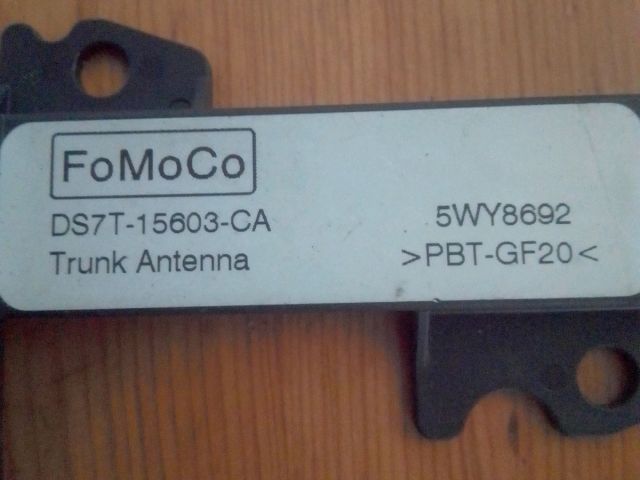 FoMoCo
DS7T-15603-CA
Trunk Antenna
5WY8692
>PBT-GF20<